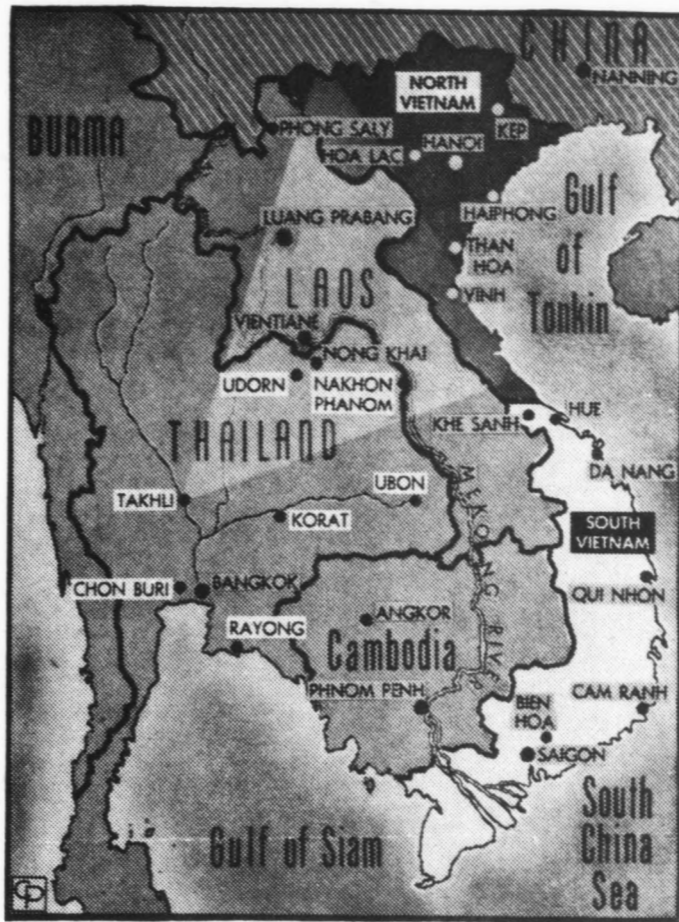 CHINA
NANNING
NORTH
VIETNAM
BURMA
PHONG SALY
KEP
HOA LAC
HANOI
Gulf
of
Tonkin
HAIPHONG
LUANG PRABANG
THAN
HOA
LAOS
VINH
VIENTIANE
NONG KHAI
UDORN
NAKHON
PHANOM
THAILAND
KHE SANH
HUE
DA NANG
MEKONG RIVER
TAKHLI
UBON
KORAT
SOUTH
VIETNAM
CHON BURI
BANGKOK
QUI NHON
ANGKOR
RAYONG
Cambodia
PHNOM PENH
BIEN
HOA
CAM RANH
SAIGON
Gulf of Siam
South
China
Sea